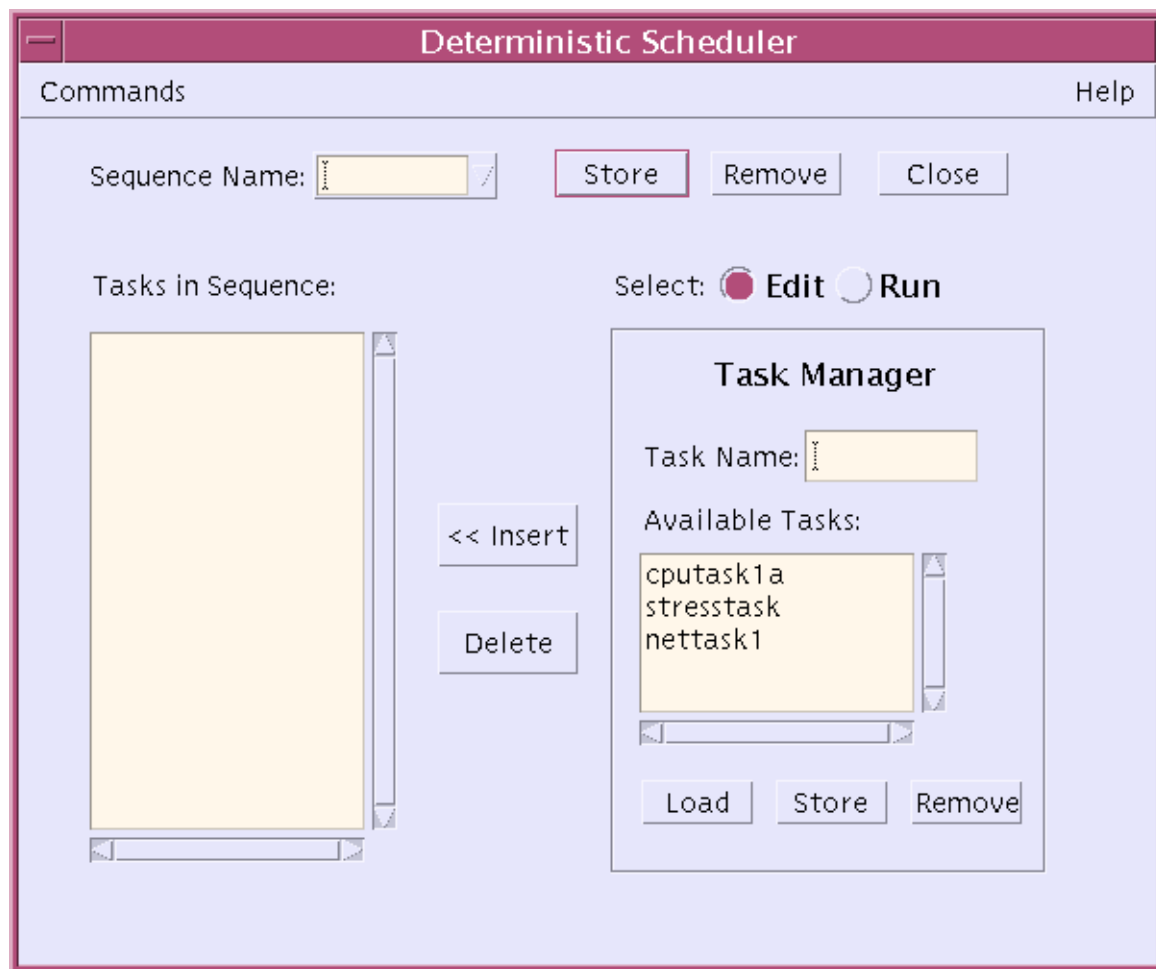 Deterministic Scheduler
Commands Help
Sequence Name: Store Remove Close
Tasks in Sequence: Select: Edit Run
Task Manager
Task Name:
Available Tasks:
<< Insert
cputask1a
stresstask
nettask1
Delete
Load Store Remove